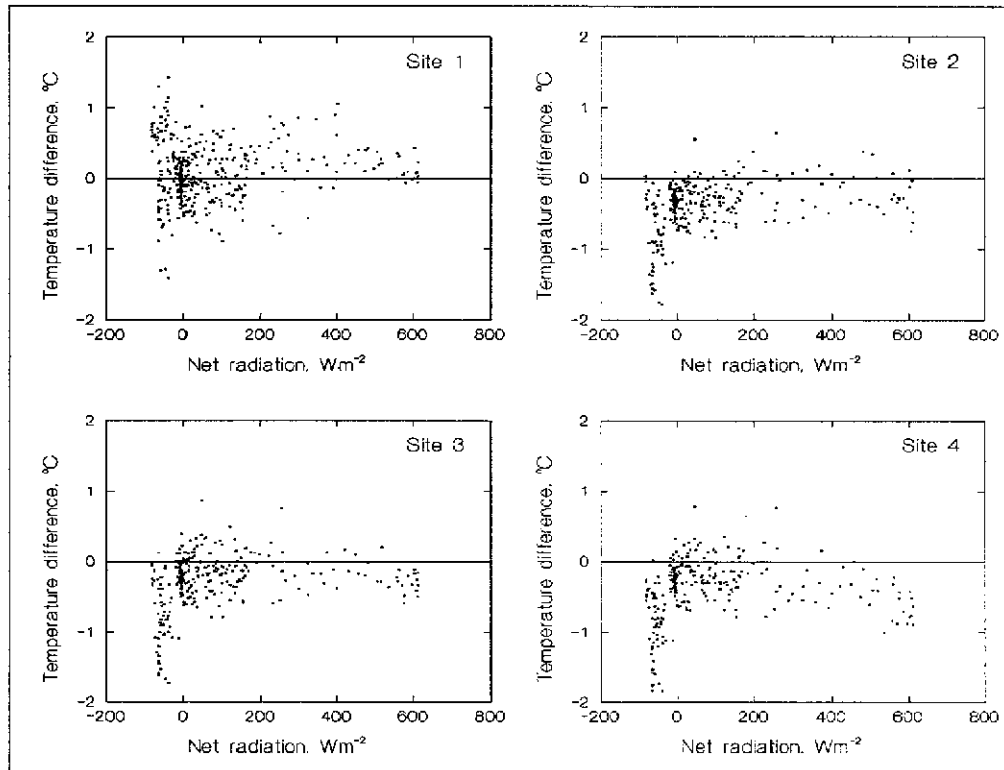 Site 1
Temperature difference, °C
2
1
0
-1
-2
-200 0 200 400 600 800
Net radiation, Wm⁻²
Site 2
Temperature difference, °C
2
1
0
-1
-2
-200 0 200 400 600 800
Net radiation, Wm⁻²
Site 3
Temperature difference, °C
2
1
0
-1
-2
-200 0 200 400 600 800
Net radiation, Wm⁻²
Site 4
Temperature difference, °C
2
1
0
-1
-2
-200 0 200 400 600 800
Net radiation, Wm⁻²